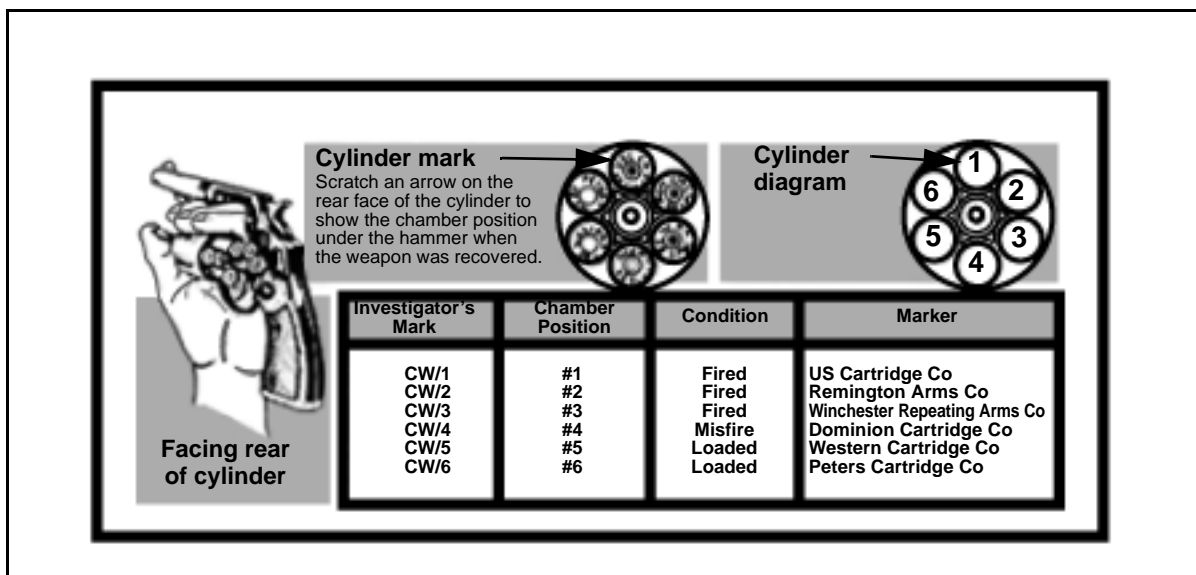 Cylinder mark
Scratch an arrow on the
rear face of the cylinder to
show the chamber position
under the hammer when
the weapon was recovered.
Cylinder
diagram
1
2
3
4
5
6
Facing rear
of cylinder
Investigator's Mark Chamber Position Condition Marker
CW/1 #1 Fired US Cartridge Co
CW/2 #2 Fired Remington Arms Co
CW/3 #3 Fired Winchester Repeating Arms Co
CW/4 #4 Misfire Dominion Cartridge Co
CW/5 #5 Loaded Western Cartridge Co
CW/6 #6 Loaded Peters Cartridge Co